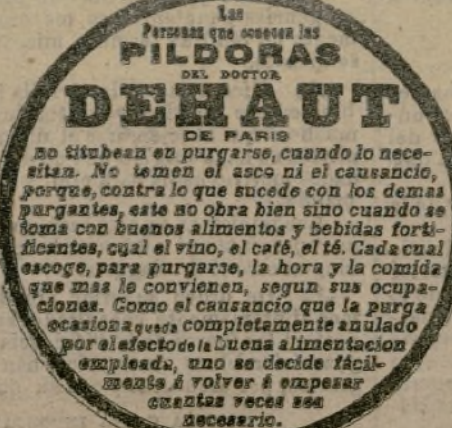 Las
Personas que conocen las
PILDORAS
DEL DOCTOR
DEHAUT
DE PARIS
no titubean en purgarse, cuando lo nece-
sitan. No temen el asco ni el causancio,
porque, contra lo que sucede con los demas
purgantes, este no obra bien sino cuando se
toma con buenos alimentos y bebidas forti-
ficantes, cual el vino, el café, el té. Cada cual
escoge, para purgarse, la hora y la comida
que mas le convienen, segun sus ocupa-
ciones. Como el cansancio que la purga
ocasiona queda completamente anulado
por el efecto de la buena alimentacion
empleada, uno se decide fácil-
mente á volver á empezar
cuantas veces sea
necesario.